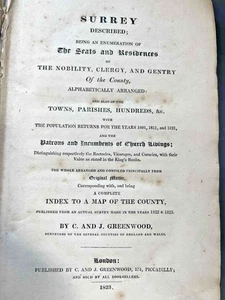 SURREY
DESCRIBED;
BEING AN ENUMERATION OF
The Seats and Residences
OF
THE NOBILITY, CLERGY, AND GENTRY
Of the County,
ALPHABETICALLY ARRANGED:
AND ALSO OF THE
TOWNS, PARISHES, HUNDREDS, &c.
WITH
THE POPULATION RETURNS FOR THE YEARS 1801, 1811, and 1821,
AND THE
Patrons and Incumbents of Church Livings;
Distinguishing respectively the Rectories, Vicarages, and Curacies, with their
Value as stated in the King's Books.
THE WHOLE ARRANGED AND COMPILED PRINCIPALLY FROM
Original Matter,
Corresponding with, and being
A COMPLETE
INDEX TO A MAP OF THE COUNTY,
PUBLISHED FROM AN ACTUAL SURVEY MADE IN THE YEARS 1822 & 1823.
BY C. AND J. GREENWOOD,
SURVEYORS OF THE SEVERAL COUNTIES OF ENGLAND AND WALES.
London:
PUBLISHED BY C. AND J. GREENWOOD, 174, PICCADILLY;
AND SOLD BY ALL BOOKSELLERS.
1823.